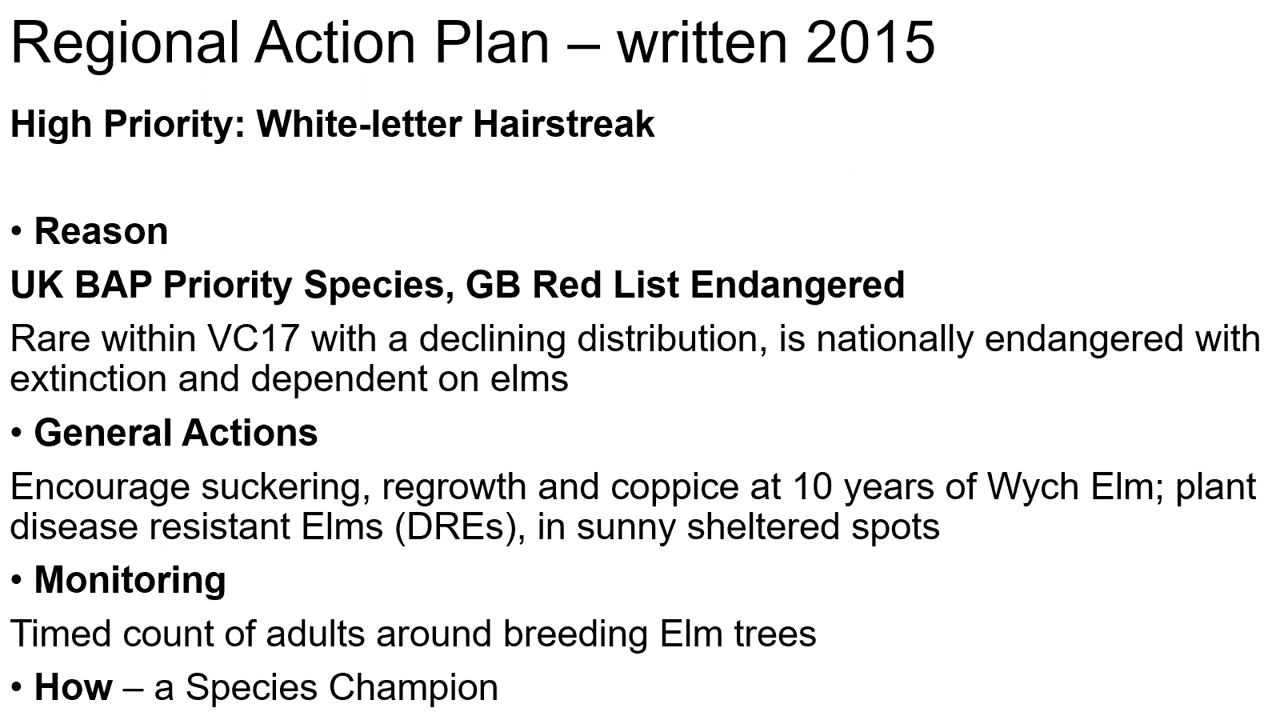 Regional Action Plan – written 2015
High Priority: White-letter Hairstreak
• Reason
UK BAP Priority Species, GB Red List Endangered
Rare within VC17 with a declining distribution, is nationally endangered with
extinction and dependent on elms
• General Actions
Encourage suckering, regrowth and coppice at 10 years of Wych Elm; plant
disease resistant Elms (DREs), in sunny sheltered spots
• Monitoring
Timed count of adults around breeding Elm trees
• How – a Species Champion